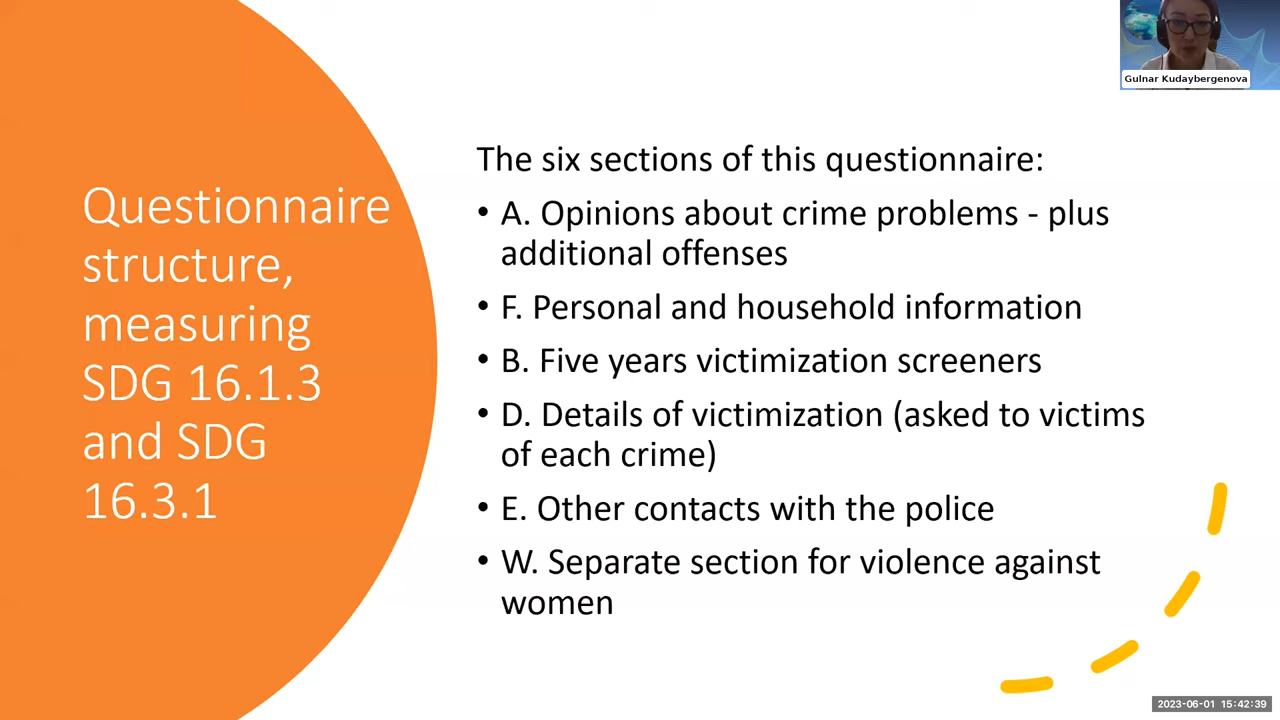 Gulnar Kudaybergenova
Questionnaire
structure,
measuring
SDG 16.1.3
and SDG
16.3.1
The six sections of this questionnaire:
• A. Opinions about crime problems - plus
additional offenses
• F. Personal and household information
• B. Five years victimization screeners
• D. Details of victimization (asked to victims
of each crime)
• E. Other contacts with the police
• W. Separate section for violence against
women
2023-06-01 15:42:39